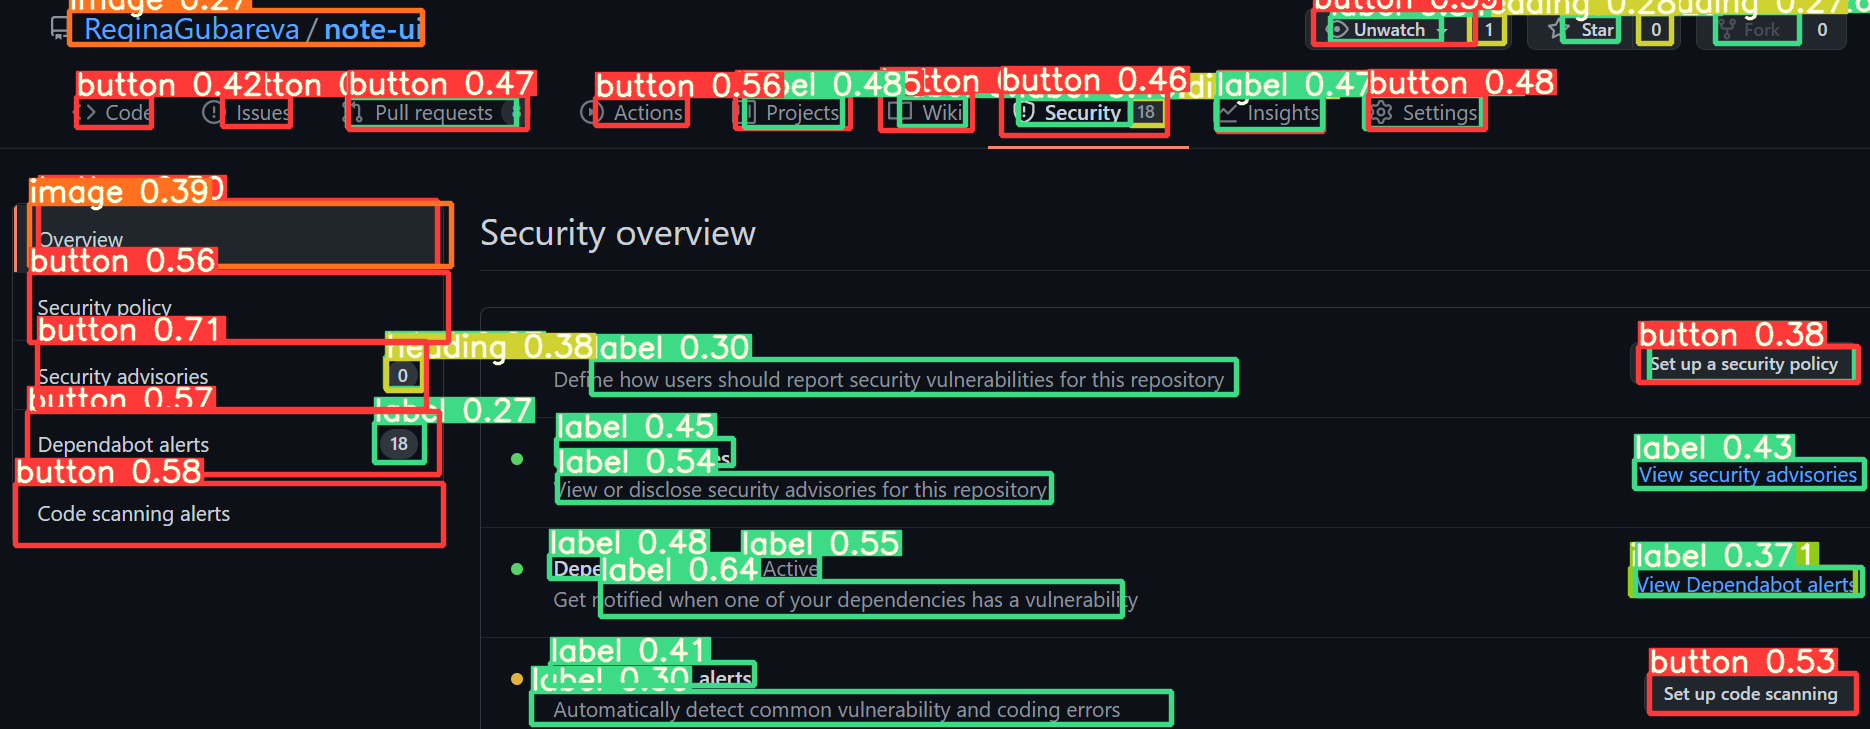 image 0.27
ReginaGubareva / note-ui
button 0.39
heading 0.28
heading 0.27
Unwatch 1
Star 0
Fork 0
button 0.42
button 0.47
button 0.56
label 0.48
button 0.46
label 0.47
button 0.48
Code
Issues
Pull requests 8
Actions
Projects
Wiki
Security 18
Insights
Settings
image 0.39
Overview
button 0.56
Security policy
button 0.71
Security advisories 0
heading 0.38
button 0.57
label 0.27
Dependabot alerts 18
button 0.58
Code scanning alerts
Security overview
label 0.30
Define how users should report security vulnerabilities for this repository
button 0.38
Set up a security policy
label 0.45
label 0.54
View or disclose security advisories for this repository
label 0.43
View security advisories
label 0.48 label 0.55
label 0.64 Active
Get notified when one of your dependencies has a vulnerability
label 0.37
View Dependabot alerts
label 0.41
label 0.30 alerts
Automatically detect common vulnerability and coding errors
button 0.53
Set up code scanning